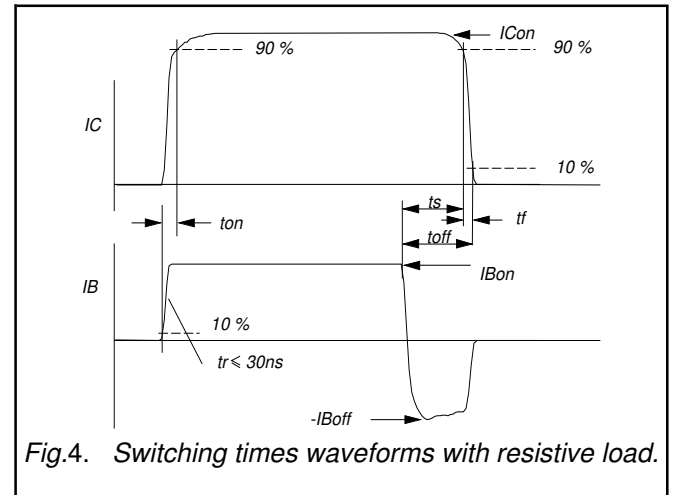 ICon
90 %
90 %
IC
10 %
ts
ton
tf
toff
IBon
IB
10 %
tr≤ 30ns
-IBoff
Fig.4. Switching times waveforms with resistive load.